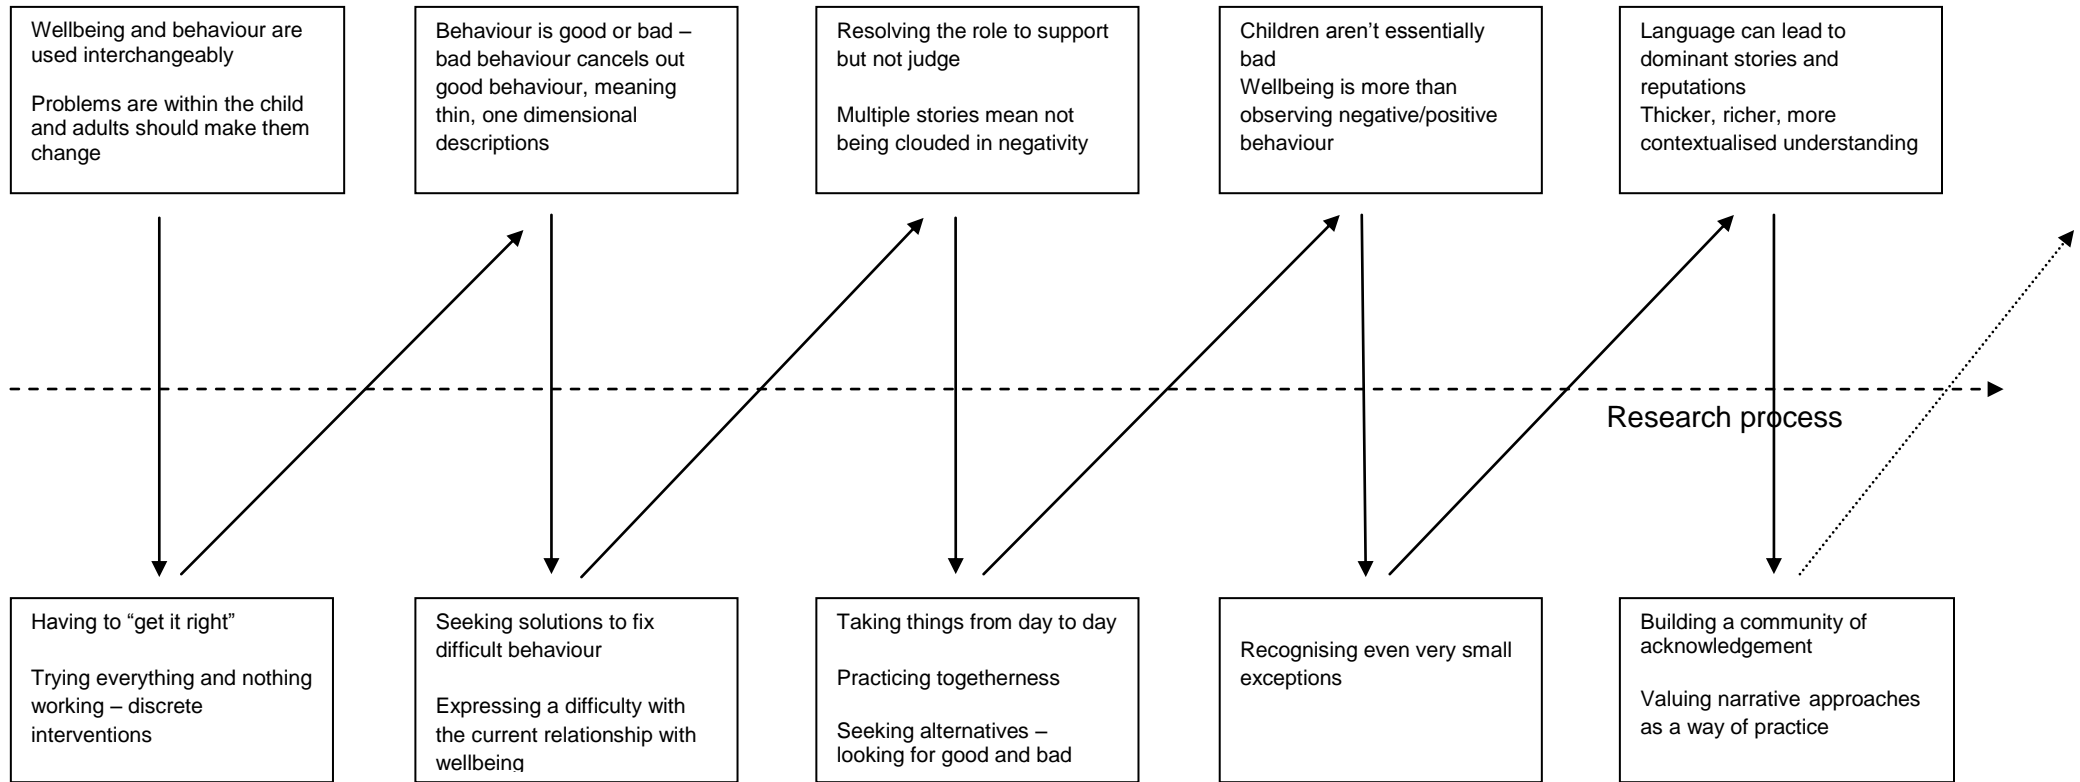 Wellbeing and behaviour are
used interchangeably
Problems are within the child
and adults should make them
change
Behaviour is good or bad –
bad behaviour cancels out
good behaviour, meaning
thin, one dimensional
descriptions
Resolving the role to support
but not judge
Multiple stories mean not
being clouded in negativity
Children aren’t essentially
bad
Wellbeing is more than
observing negative/positive
behaviour
Language can lead to
dominant stories and
reputations
Thicker, richer, more
contextualised understanding
Research process
Having to “get it right”
Trying everything and nothing
working – discrete
interventions
Seeking solutions to fix
difficult behaviour
Expressing a difficulty with
the current relationship with
wellbeing
Taking things from day to day
Practicing togetherness
Seeking alternatives –
looking for good and bad
Recognising even very small
exceptions
Building a community of
acknowledgement
Valuing narrative approaches
as a way of practice